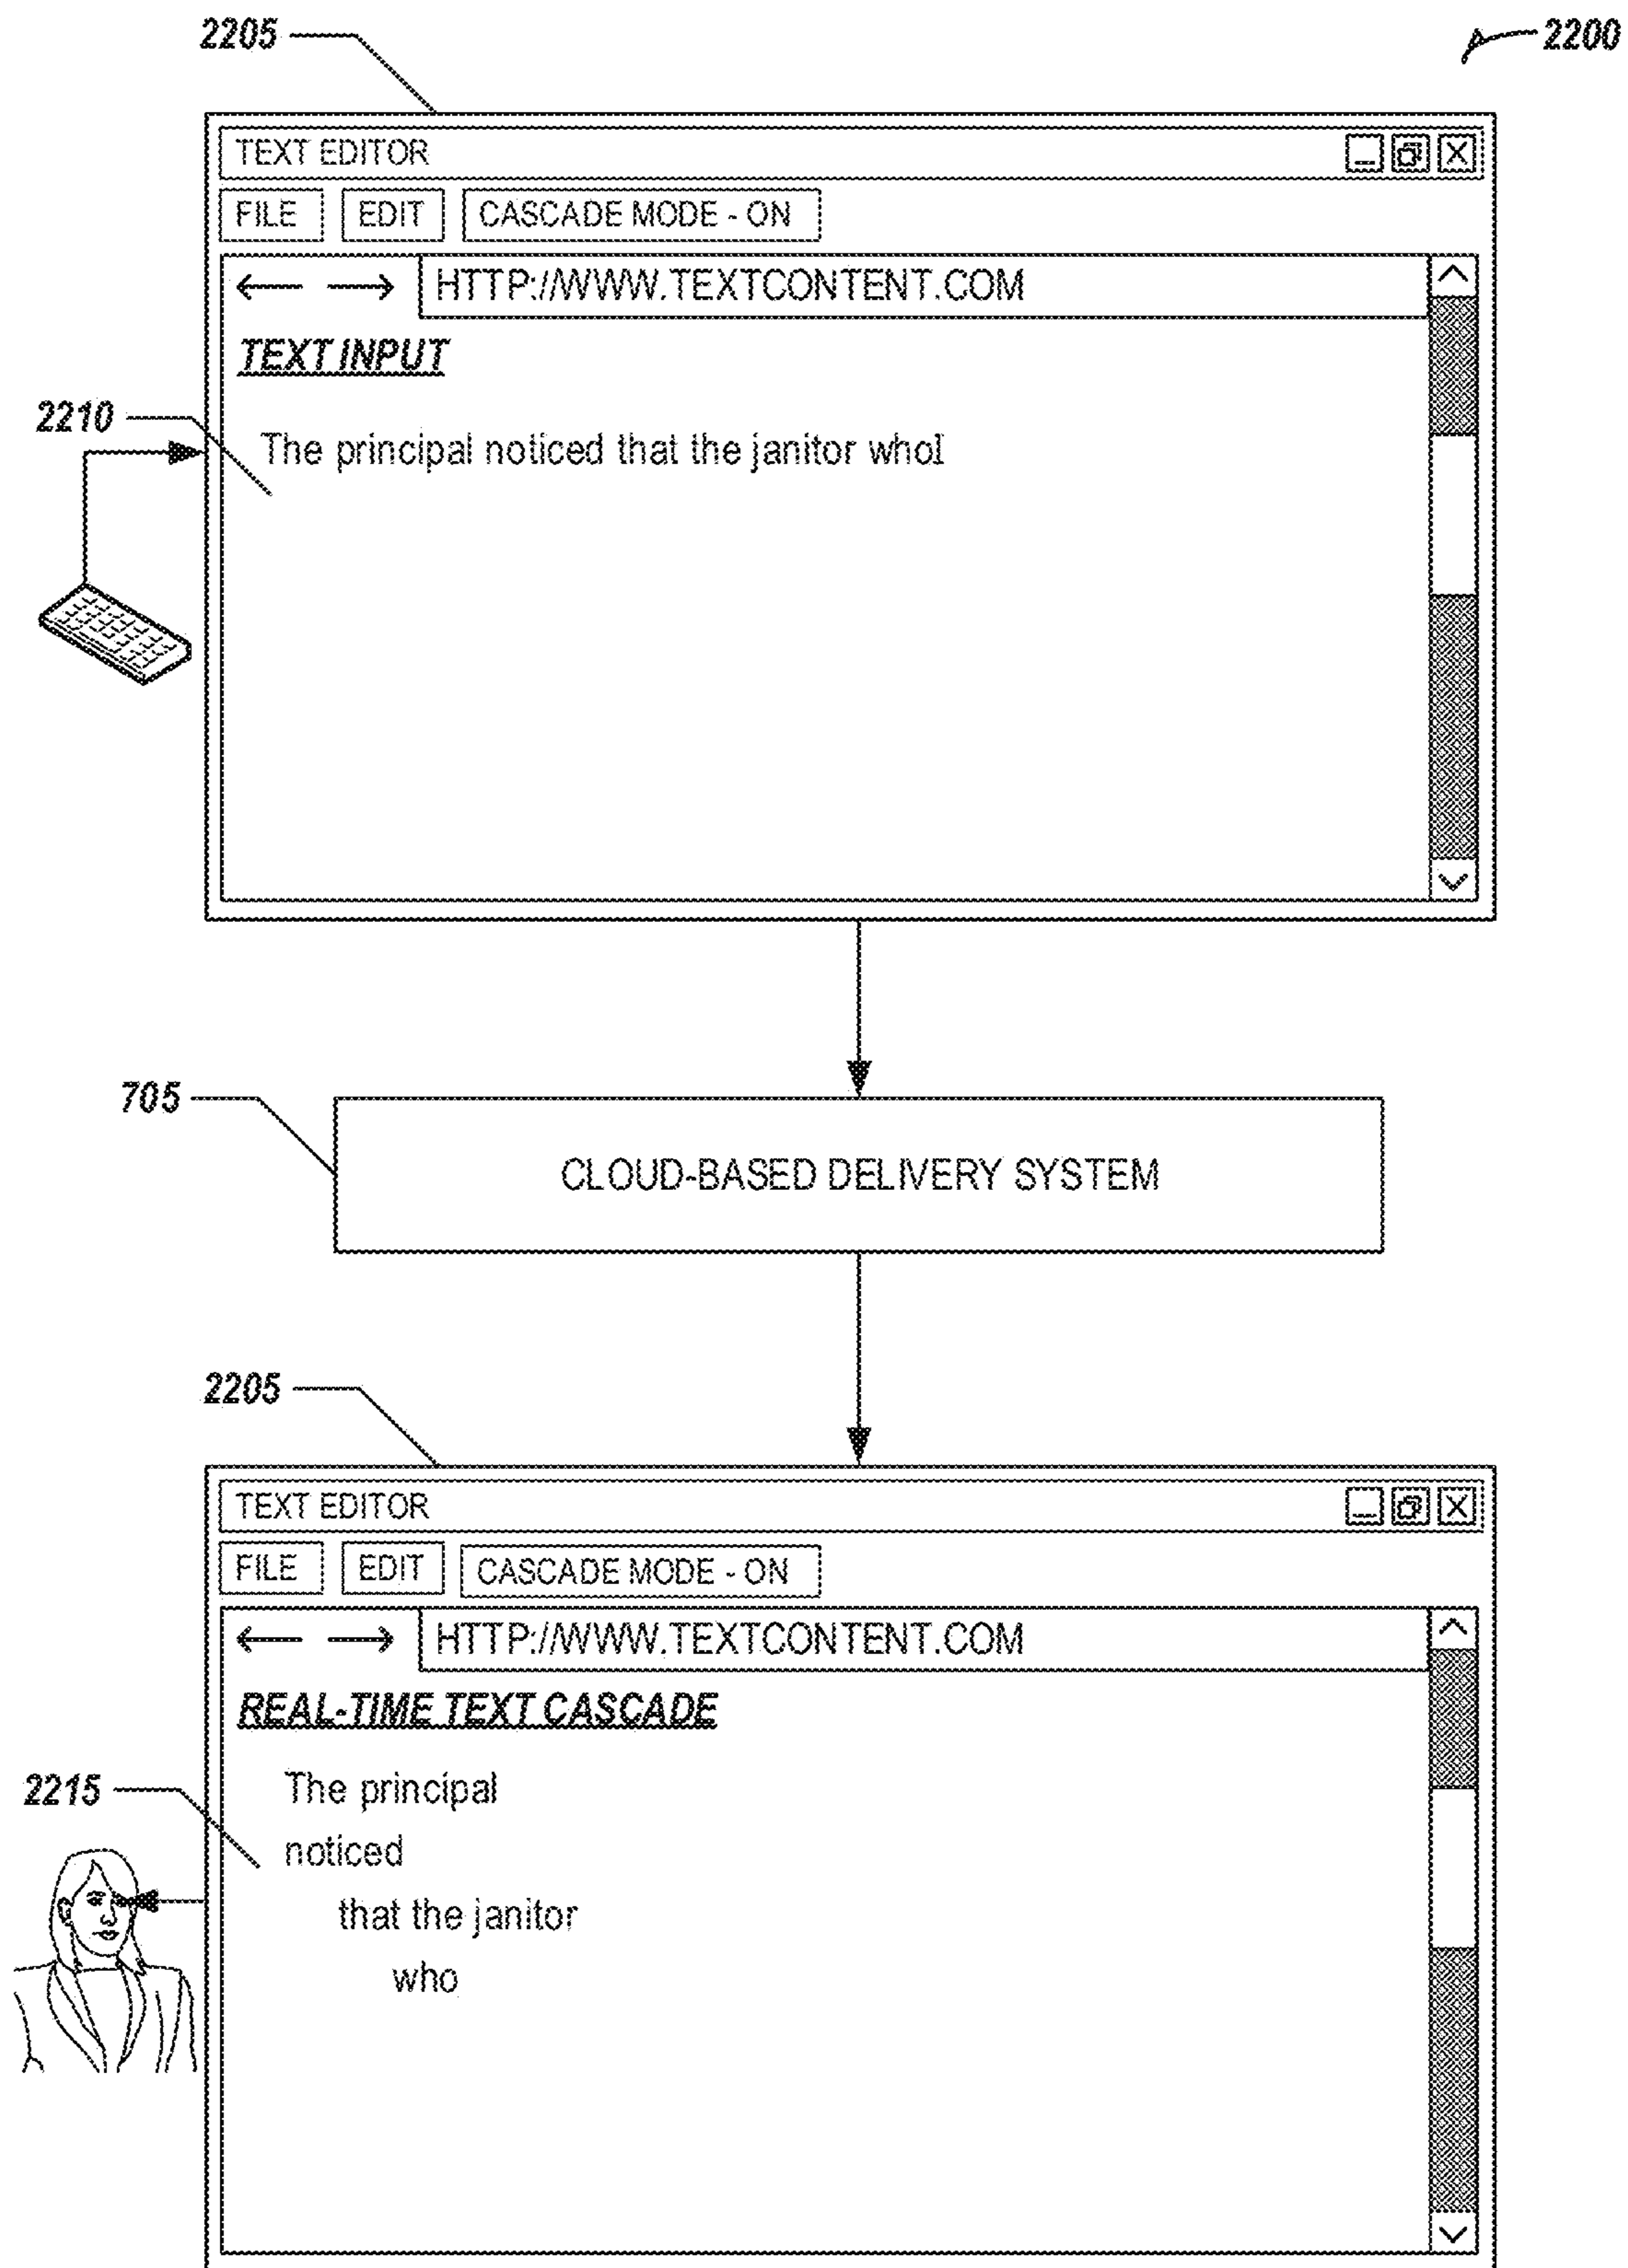 2205
2200
TEXT EDITOR
FILE EDIT CASCADE MODE - ON
HTTP://WWW.TEXTCONTENT.COM
TEXT INPUT
2210
The principal noticed that the janitor who
705
CLOUD-BASED DELIVERY SYSTEM
2205
TEXT EDITOR
FILE EDIT CASCADE MODE - ON
HTTP://WWW.TEXTCONTENT.COM
REAL-TIME TEXT CASCADE
2215
The principal
noticed
that the janitor
who